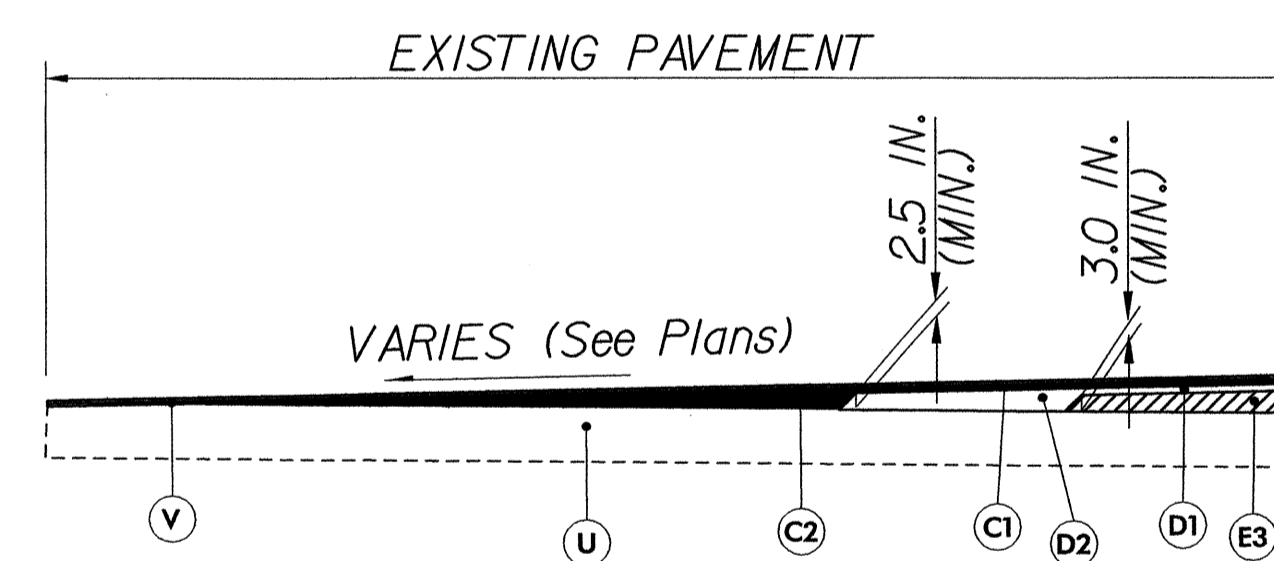 EXISTING PAVEMENT
2.5 IN.
(MIN.)
3.0 IN.
(MIN.)
VARIES (See Plans)
V
U
C2
C1
D2
D1
E3